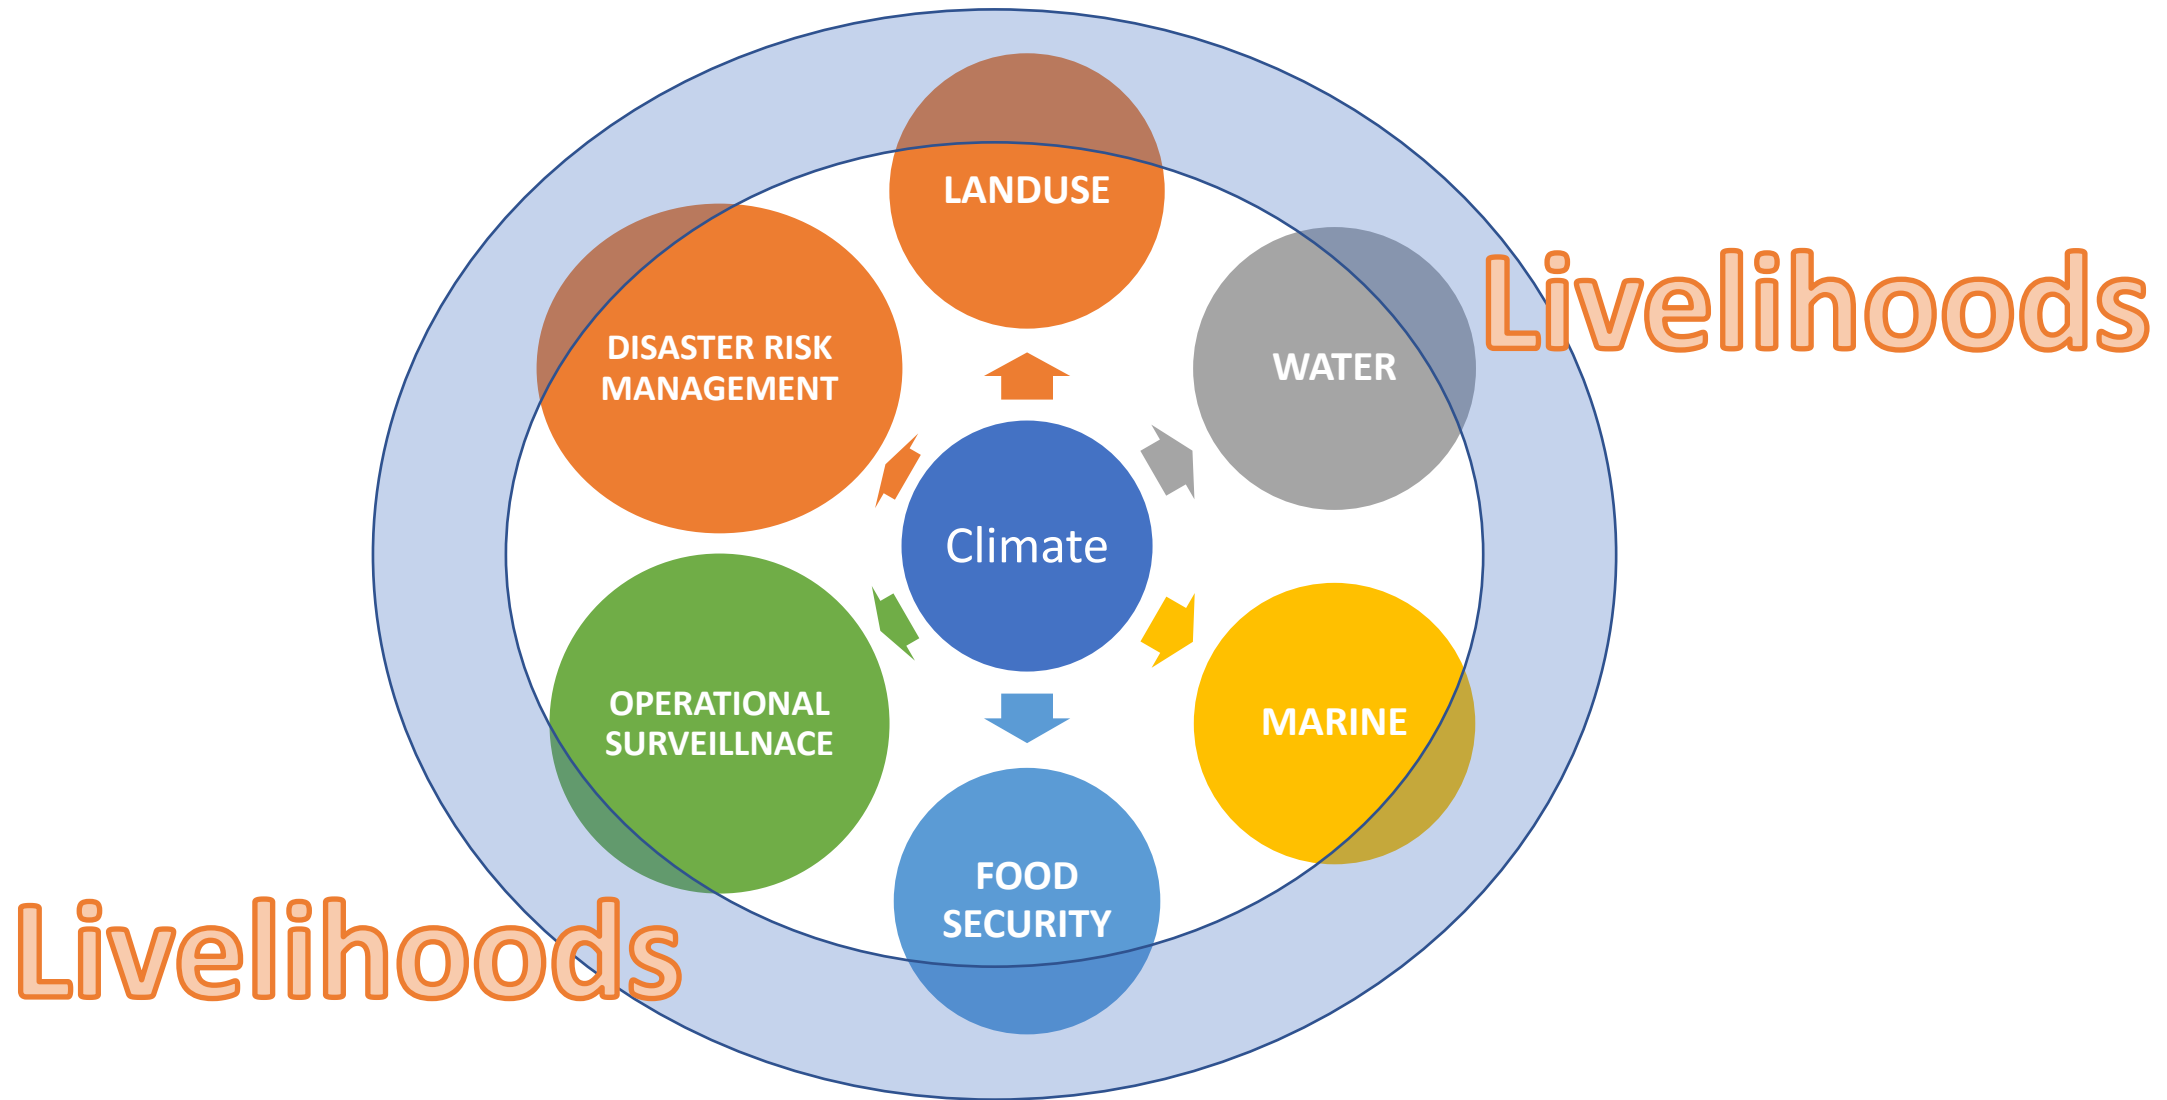 LANDUSE
Livelihoods
DISASTER RISK
MANAGEMENT
WATER
Climate
OPERATIONAL
SURVEILLNACE
MARINE
FOOD
SECURITY
Livelihoods